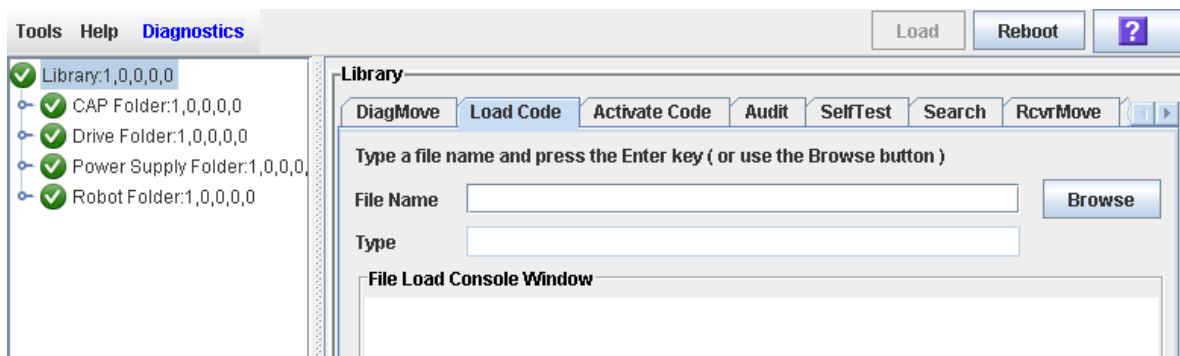 Tools Help Diagnostics Load Reboot ?
Library:1,0,0,0,0
CAP Folder:1,0,0,0,0
Drive Folder:1,0,0,0,0
Power Supply Folder:1,0,0,0,
Robot Folder:1,0,0,0,0
Library
DiagMove Load Code Activate Code Audit SelfTest Search RcvrMove
Type a file name and press the Enter key ( or use the Browse button )
File Name Browse
Type
File Load Console Window